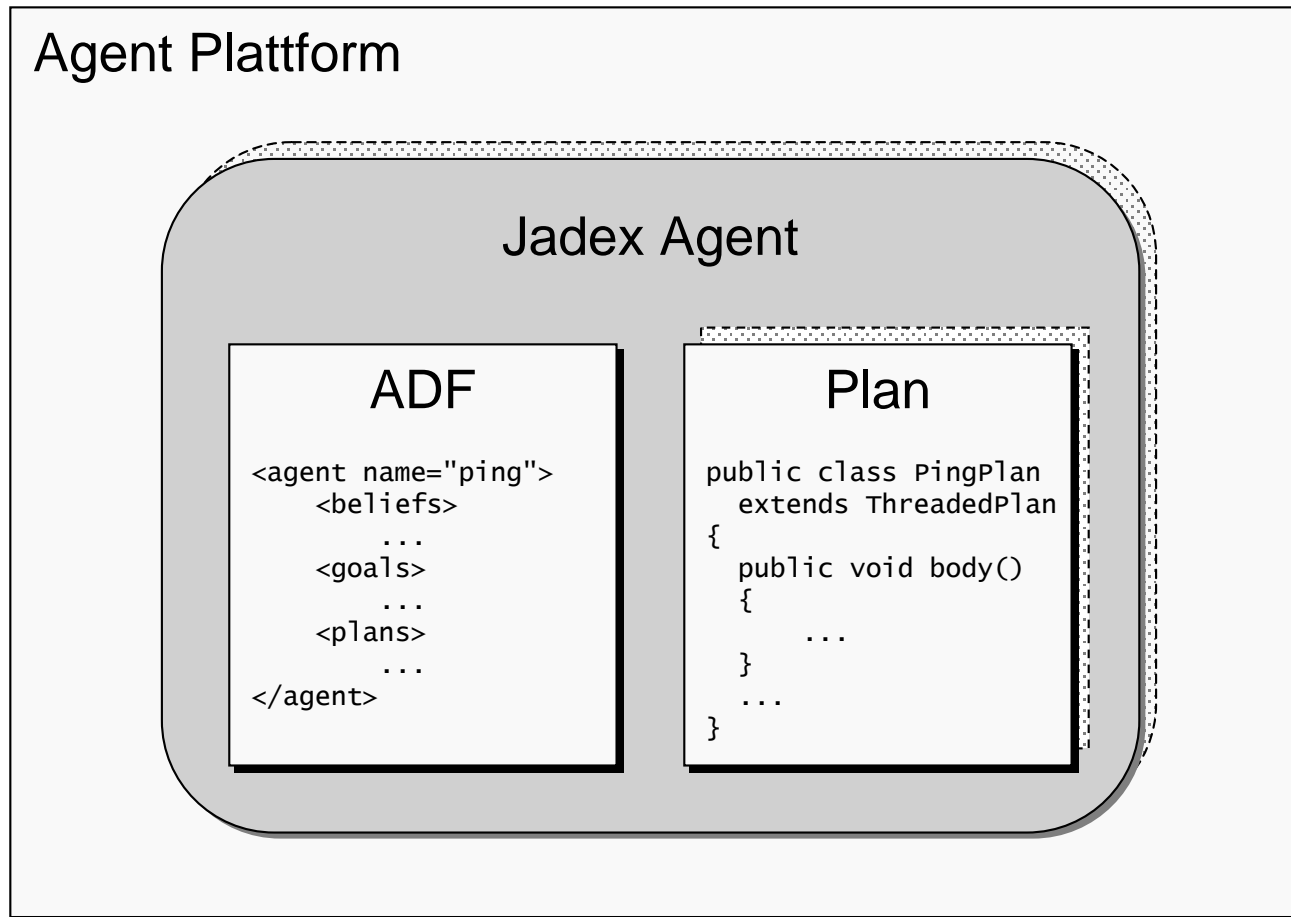 Agent Plattform
Jadex Agent
ADF
<agent name="ping">
    <beliefs>
        ...
    <goals>
        ...
    <plans>
        ...
</agent>
Plan
public class PingPlan
  extends ThreadedPlan
{
  public void body()
  {
      ...
  }
  ...
}